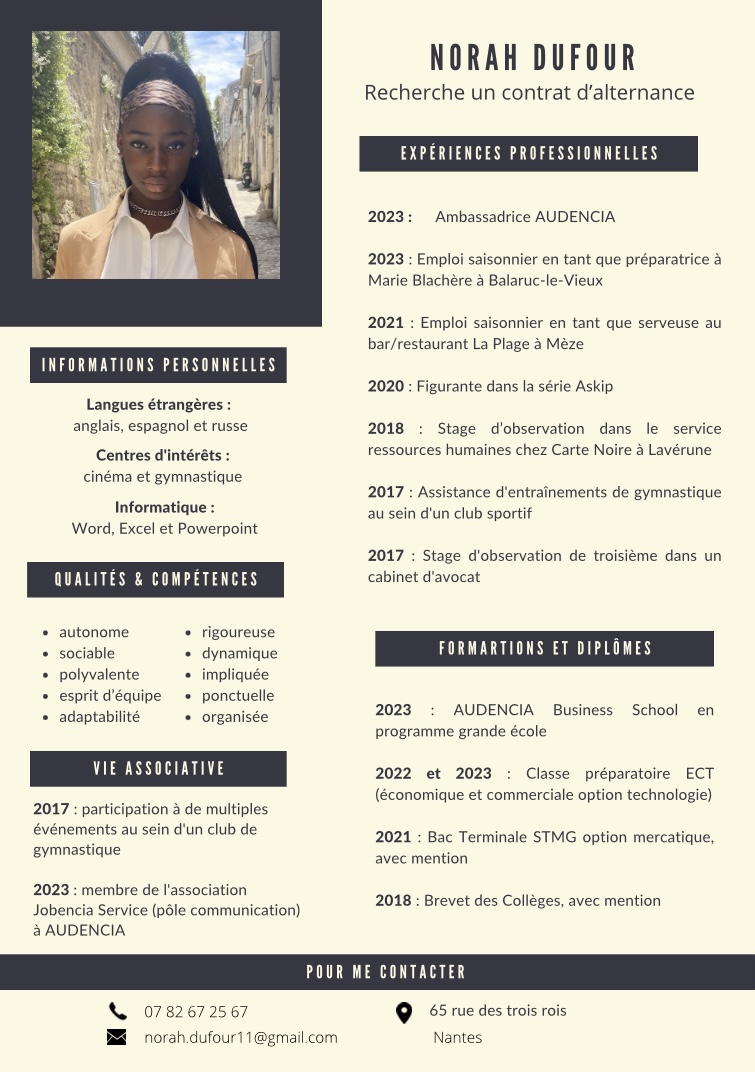 NORAH DUFOUR
Recherche un contrat d’alternance
EXPÉRIENCES PROFESSIONNELLES
2023 : Ambassadrice AUDENCIA
2023 : Emploi saisonnier en tant que préparatrice à
Marie Blachère à Balaruc-le-Vieux
2021 : Emploi saisonnier en tant que serveuse au
bar/restaurant La Plage à Mèze
2020 : Figurante dans la série Askip
2018 : Stage d’observation dans le service
ressources humaines chez Carte Noire à Lavérune
2017 : Assistance d'entraînements de gymnastique
au sein d'un club sportif
2017 : Stage d'observation de troisième dans un
cabinet d'avocat
FORMARTIONS ET DIPLÔMES
2023 : AUDENCIA Business School en
programme grande école
2022 et 2023 : Classe préparatoire ECT
(économique et commerciale option technologie)
2021 : Bac Terminale STMG option mercatique,
avec mention
2018 : Brevet des Collèges, avec mention
INFORMATIONS PERSONNELLES
Langues étrangères :
anglais, espagnol et russe
Centres d'intérêts :
cinéma et gymnastique
Informatique :
Word, Excel et Powerpoint
QUALITÉS & COMPÉTENCES
• autonome
• sociable
• polyvalente
• esprit d’équipe
• adaptabilité
• rigoureuse
• dynamique
• impliquée
• ponctuelle
• organisée
VIE ASSOCIATIVE
2017 : participation à de multiples
événements au sein d'un club de
gymnastique
2023 : membre de l'association
Jobencia Service (pôle communication)
à AUDENCIA
POUR ME CONTACTER
07 82 67 25 67
norah.dufour11@gmail.com
65 rue des trois rois
Nantes